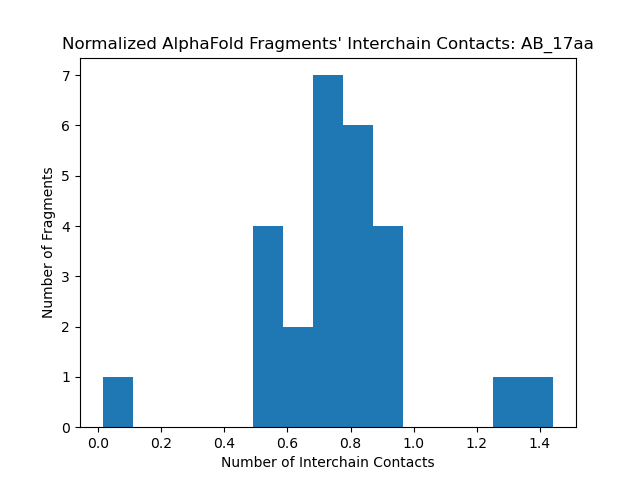 Normalized AlphaFold Fragments' Interchain Contacts: AB_17aa
7
6
5
4
3
2
1
0
Number of Fragments
0.0 0.2 0.4 0.6 0.8 1.0 1.2 1.4
Number of Interchain Contacts